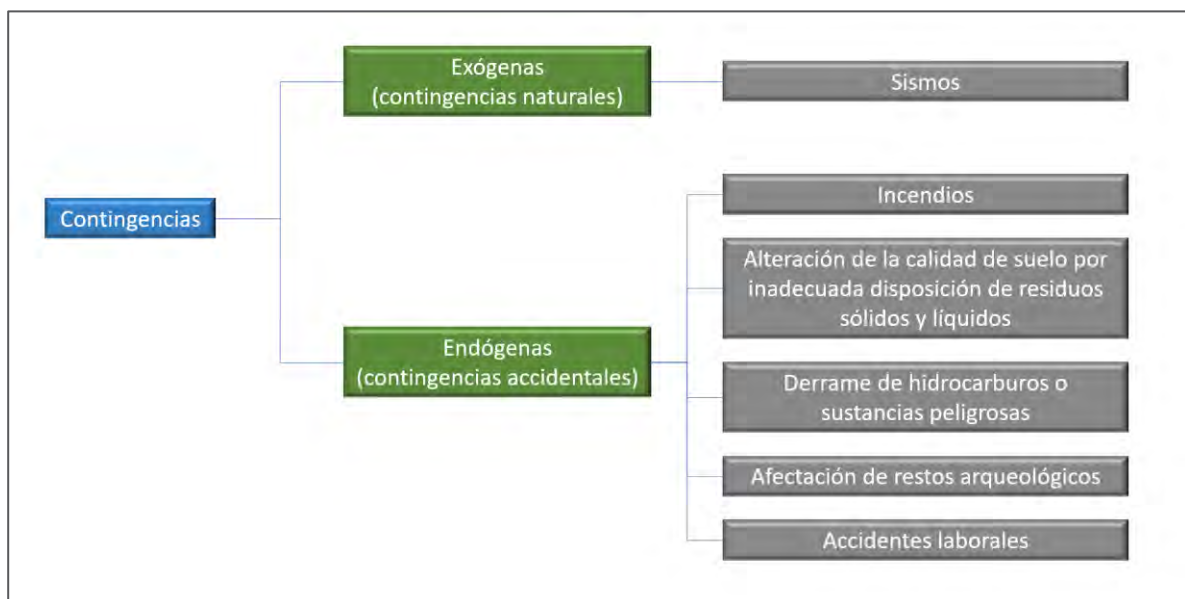 Contingencias
Exógenas
(contingencias naturales)
Sismos
Endógenas
(contingencias accidentales)
Incendios
Alteración de la calidad de suelo por
inadecuada disposición de residuos
sólidos y líquidos
Derrame de hidrocarburos o
sustancias peligrosas
Afectación de restos arqueológicos
Accidentes laborales